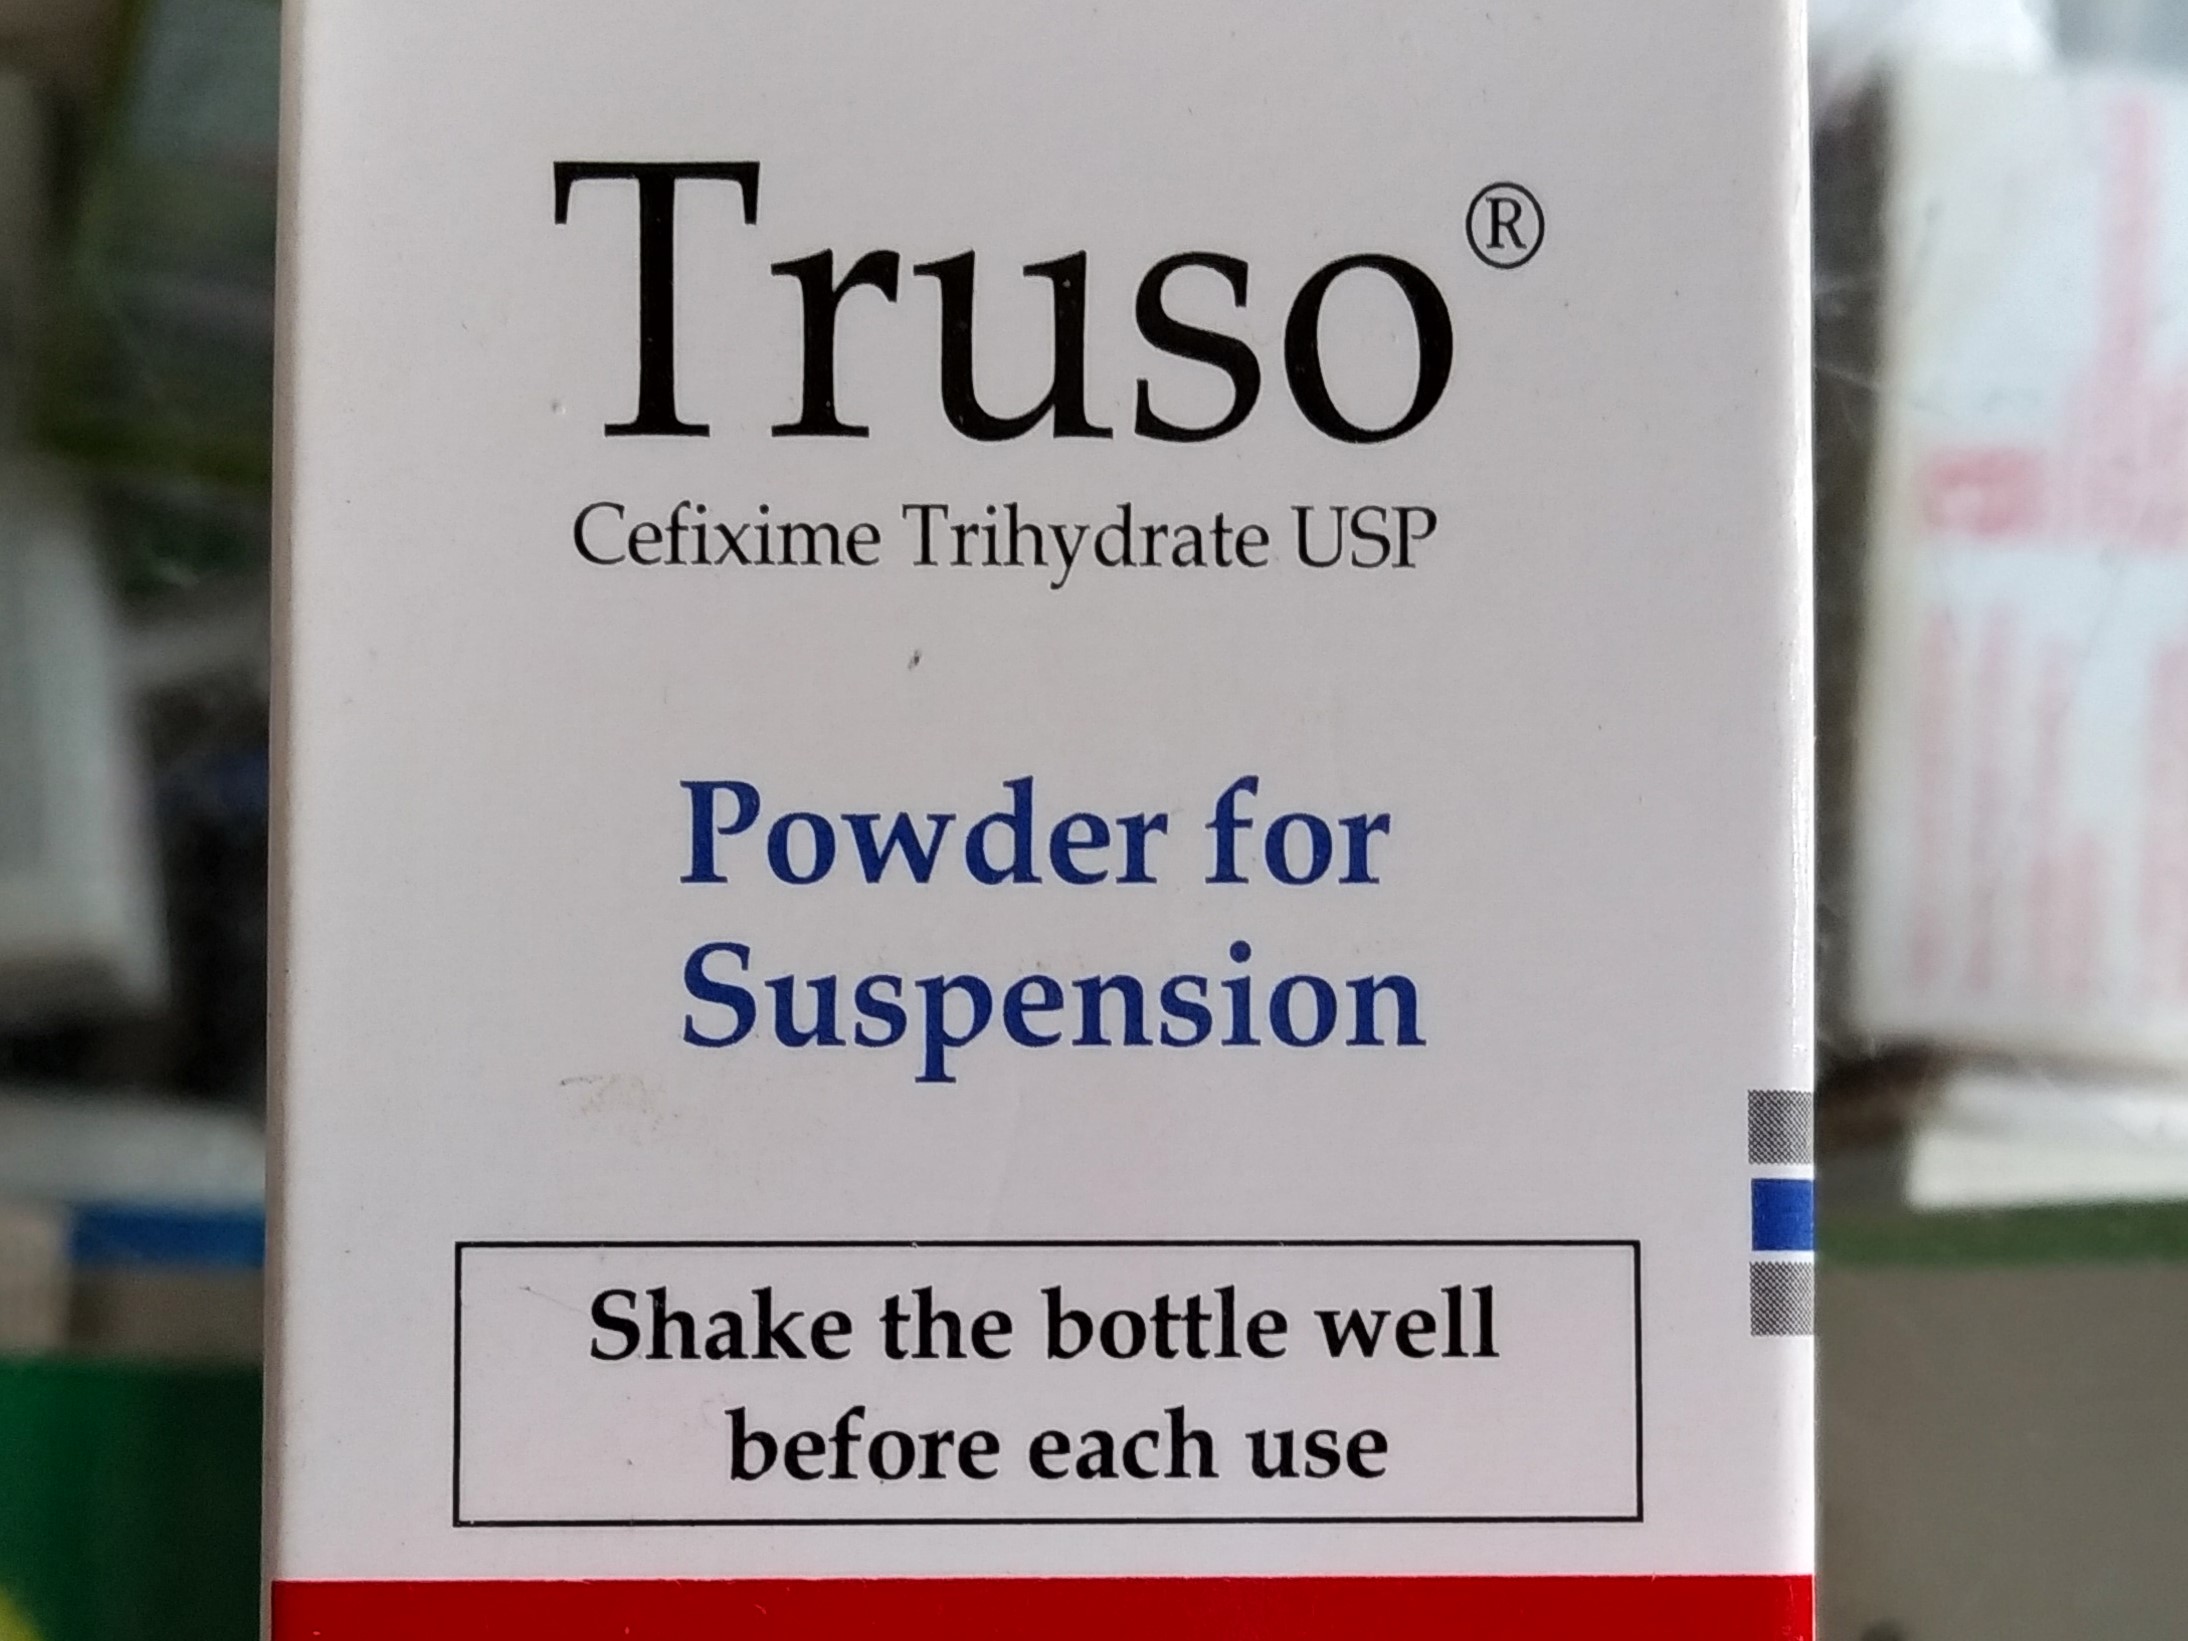 Truso®
Cefixime Trihydrate USP
Powder for
Suspension
Shake the bottle well
before each use